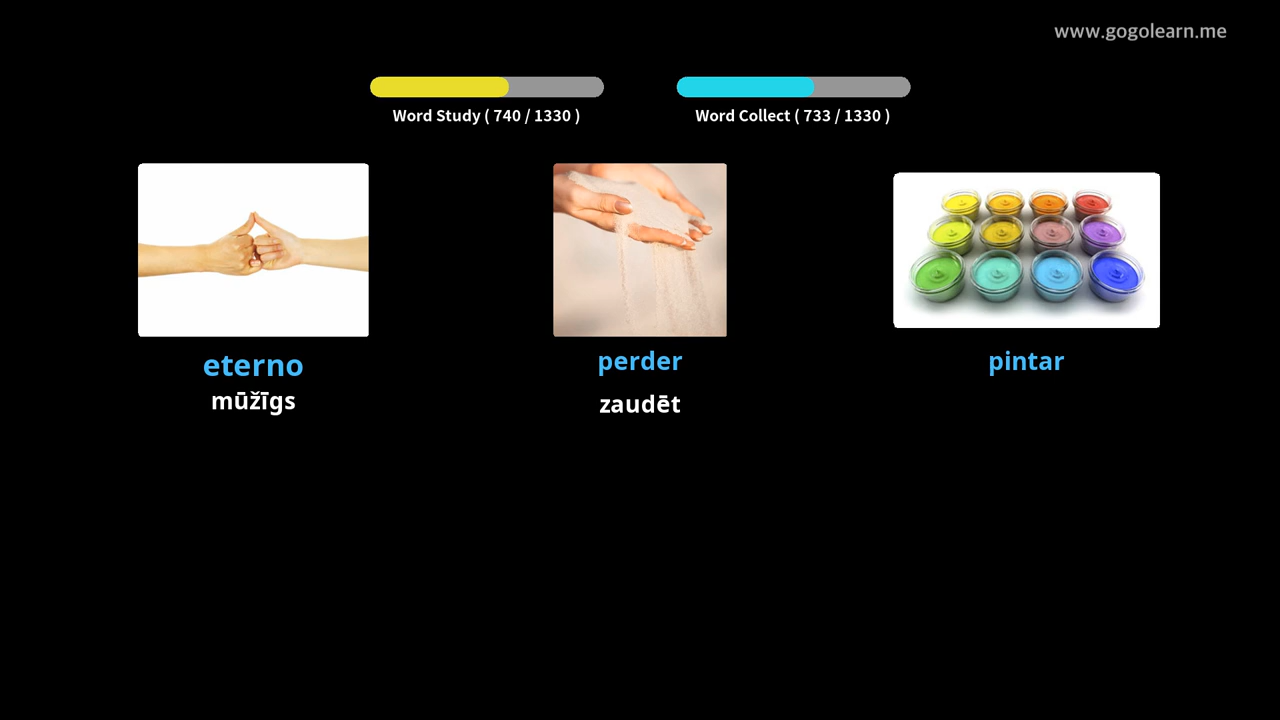 www.gogolearn.me
Word Study ( 740 / 1330 )
Word Collect ( 733 / 1330 )
eterno
mūžīgs
perder
zaudēt
pintar